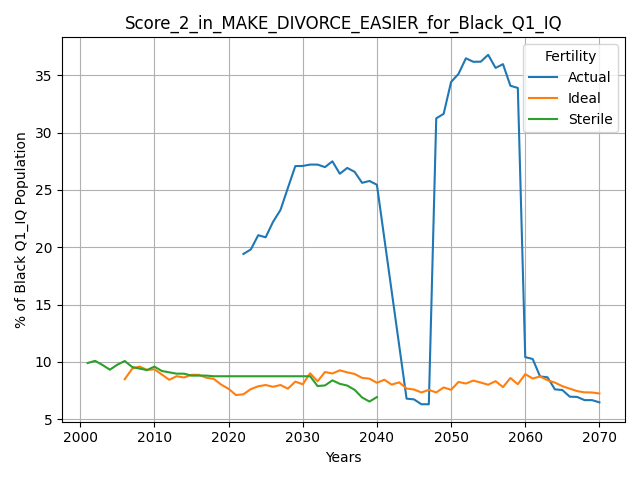 Score_2_in_MAKE_DIVORCE_EASIER_for_Black_Q1_IQ
Fertility
Actual
Ideal
Sterile
% of Black Q1_IQ Population
35
30
25
20
15
10
5
2000 2010 2020 2030 2040 2050 2060 2070
Years